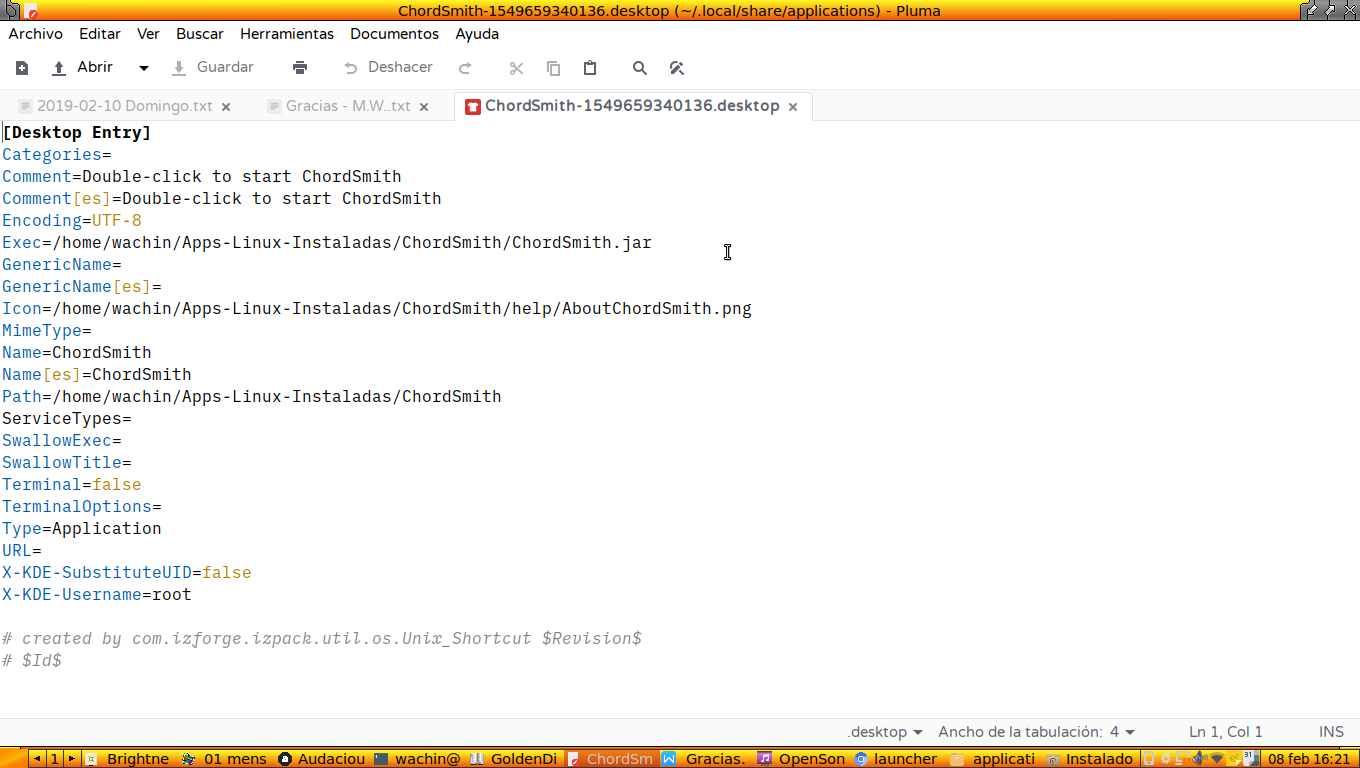 ChordSmith-1549659340136.desktop (~/.local/share/applications) - Pluma
Archivo Editar Ver Buscar Herramientas Documentos Ayuda
Abrir Guardar Deshacer
2019-02-10 Domingo.txt Gracias - M.W..txt ChordSmith-1549659340136.desktop
[Desktop Entry]
Categories=
Comment=Double-click to start ChordSmith
Comment[es]=Double-click to start ChordSmith
Encoding=UTF-8
Exec=/home/wachin/Apps-Linux-Instaladas/ChordSmith/ChordSmith.jar
GenericName=
GenericName[es]=
Icon=/home/wachin/Apps-Linux-Instaladas/ChordSmith/help/AboutChordSmith.png
MimeType=
Name=ChordSmith
Name[es]=ChordSmith
Path=/home/wachin/Apps-Linux-Instaladas/ChordSmith
ServiceTypes=
SwallowExec=
SwallowTitle=
Terminal=false
TerminalOptions=
Type=Application
URL=
X-KDE-SubstituteUID=false
X-KDE-Username=root
# created by com.izforge.izpack.util.os.Unix_Shortcut $Revision$
# $Id$
.desktop Ancho de la tabulación: 4 Ln 1, Col 1 INS
1 Brightne 01 mens Audaciou wachin@ GoldenDi ChordSm Gracias. OpenSon launcher applicati Instalado 31 08 feb 16:21